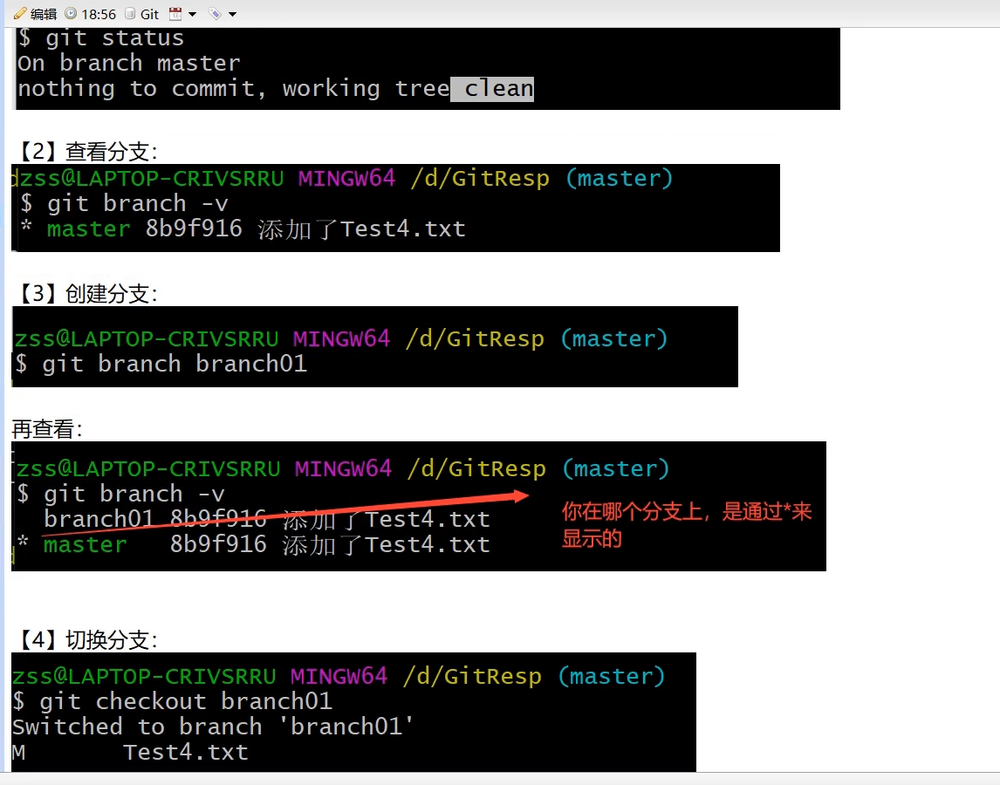 编辑 18:56 Git
$ git status
On branch master
nothing to commit, working tree clean
【2】查看分支：
zss@LAPTOP-CRIVSRRU MINGW64 /d/GitResp (master)
$ git branch -v
* master 8b9f916 添加了Test4.txt
【3】创建分支：
zss@LAPTOP-CRIVSRRU MINGW64 /d/GitResp (master)
$ git branch branch01
再查看：
zss@LAPTOP-CRIVSRRU MINGW64 /d/GitResp (master)
$ git branch -v
branch01 8b9f916 添加了Test4.txt
* master 8b9f916 添加了Test4.txt
你在哪个分支上，是通过*来
显示的
【4】切换分支：
zss@LAPTOP-CRIVSRRU MINGW64 /d/GitResp (master)
$ git checkout branch01
Switched to branch 'branch01'
M Test4.txt